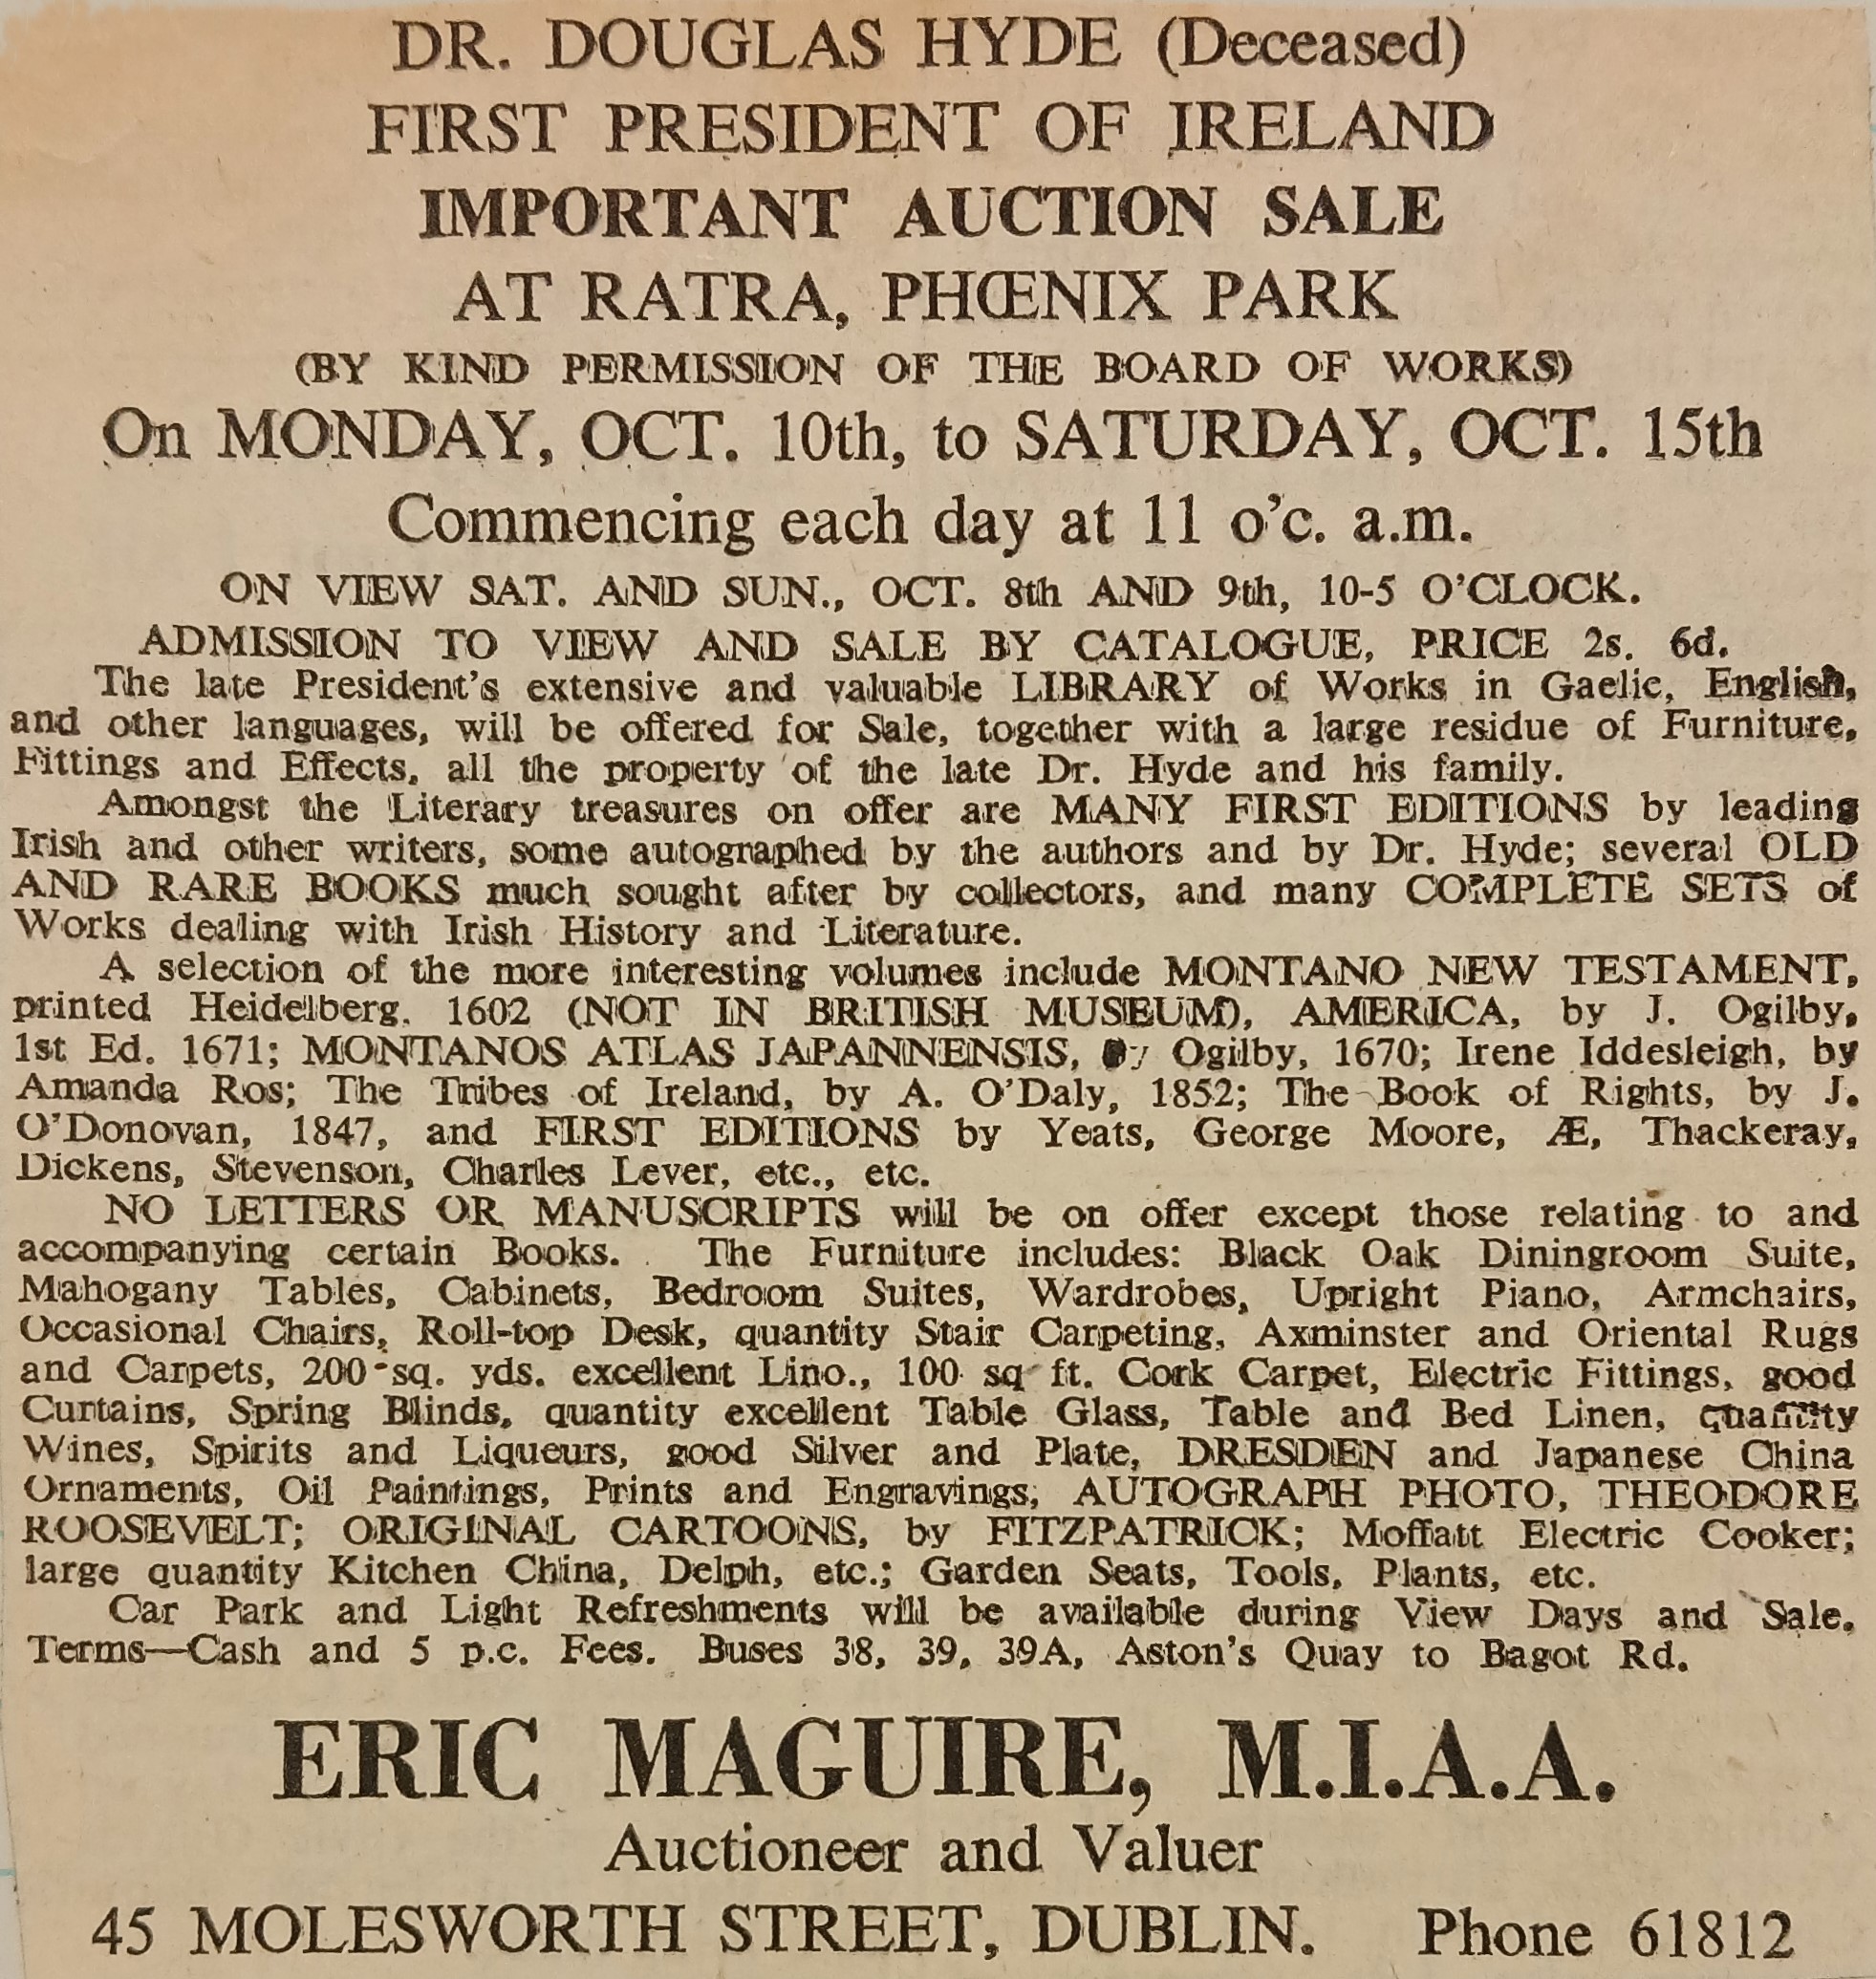 DR. DOUGLAS HYDE (Deceased)
FIRST PRESIDENT OF IRELAND
IMPORTANT AUCTION SALE
AT RATRA, PHŒNIX PARK
(BY KIND PERMISSION OF THE BOARD OF WORKS)
On MONDAY, OCT. 10th, to SATURDAY, OCT. 15th
Commencing each day at 11 o'c. a.m.
ON VIEW SAT. AND SUN., OCT. 8th AND 9th, 10-5 O'CLOCK.
ADMISSION TO VIEW AND SALE BY CATALOGUE, PRICE 2s. 6d.
The late President's extensive and valuable LIBRARY of Works in Gaelic, English,
and other languages, will be offered for Sale, together with a large residue of Furniture,
Fittings and Effects, all the property of the late Dr. Hyde and his family.
Amongst the Literary treasures on offer are MANY FIRST EDITIONS by leading
Irish and other writers, some autographed by the authors and by Dr. Hyde; several OLD
AND RARE BOOKS much sought after by collectors, and many COMPLETE SETS of
Works dealing with Irish History and Literature.
A selection of the more interesting volumes include MONTANO NEW TESTAMENT,
printed Heidelberg. 1602 (NOT IN BRITISH MUSEUM), AMERICA, by J. Ogilby,
1st Ed. 1671; MONTANOS ATLAS JAPANNENSIS, by Ogilby, 1670; Irene Iddesleigh, by
Amanda Ros; The Tribes of Ireland, by A. O'Daly, 1852; The Book of Rights, by J.
O'Donovan, 1847, and FIRST EDITIONS by Yeats, George Moore, Æ, Thackeray,
Dickens, Stevenson, Charles Lever, etc., etc.
NO LETTERS OR MANUSCRIPTS will be on offer except those relating to and
accompanying certain Books. The Furniture includes: Black Oak Diningroom Suite,
Mahogany Tables, Cabinets, Bedroom Suites, Wardrobes, Upright Piano, Armchairs,
Occasional Chairs, Roll-top Desk, quantity Stair Carpeting, Axminster and Oriental Rugs
and Carpets, 200 sq. yds. excellent Lino., 100 sq ft. Cork Carpet, Electric Fittings, good
Curtains, Spring Blinds, quantity excellent Table Glass, Table and Bed Linen, quantity
Wines, Spirits and Liqueurs, good Silver and Plate, DRESDEN and Japanese China
Ornaments, Oil Paintings, Prints and Engravings, AUTOGRAPH PHOTO, THEODORE
ROOSEVELT; ORIGINAL CARTOONS, by FITZPATRICK; Moffatt Electric Cooker;
large quantity Kitchen China, Delph, etc.; Garden Seats, Tools, Plants, etc.
Car Park and Light Refreshments will be available during View Days and Sale.
Terms—Cash and 5 p.c. Fees. Buses 38, 39, 39A, Aston's Quay to Bagot Rd.
ERIC MAGUIRE, M.I.A.A.
Auctioneer and Valuer
45 MOLESWORTH STREET, DUBLIN. Phone 61812